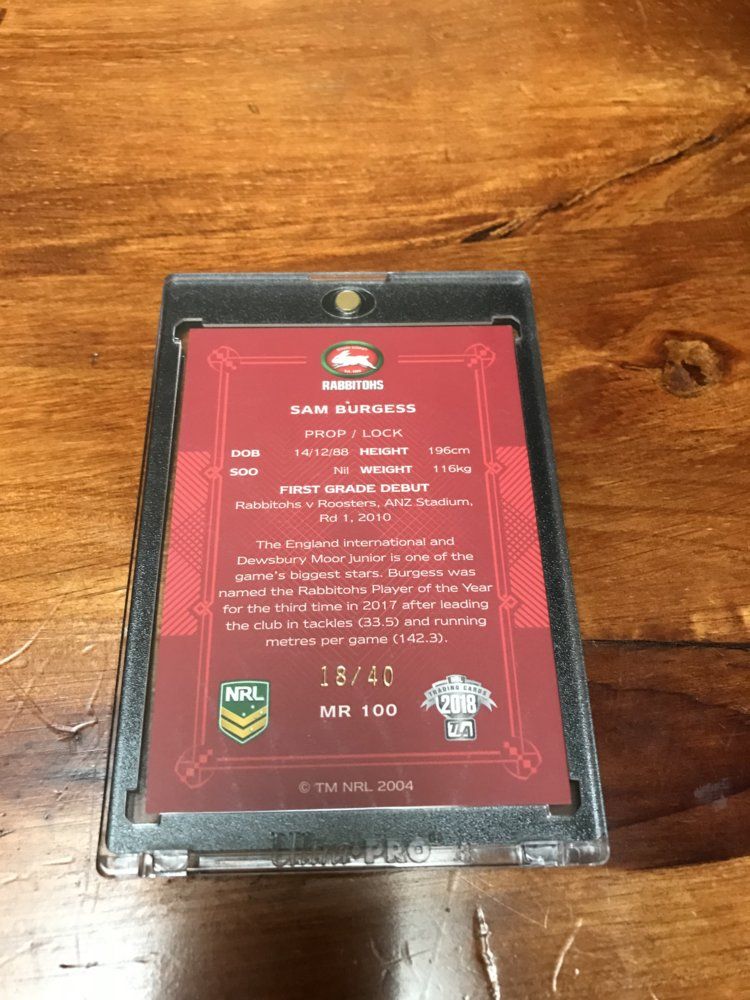 RABBITOHS
SAM BURGESS
PROP / LOCK
DOB 14/12/88 HEIGHT 196cm
SOO Nil WEIGHT 116kg
FIRST GRADE DEBUT
Rabbitohs v Roosters, ANZ Stadium,
Rd 1, 2010
The England international and
Dewsbury Moor junior is one of the
game's biggest stars. Burgess was
named the Rabbitohs Player of the Year
for the third time in 2017 after leading
the club in tackles (33.5) and running
metres per game (142.3).
18/40
MR 100
NRL
NRL
TRADING CARDS
2018
© TM NRL 2004
Ultra•PRO